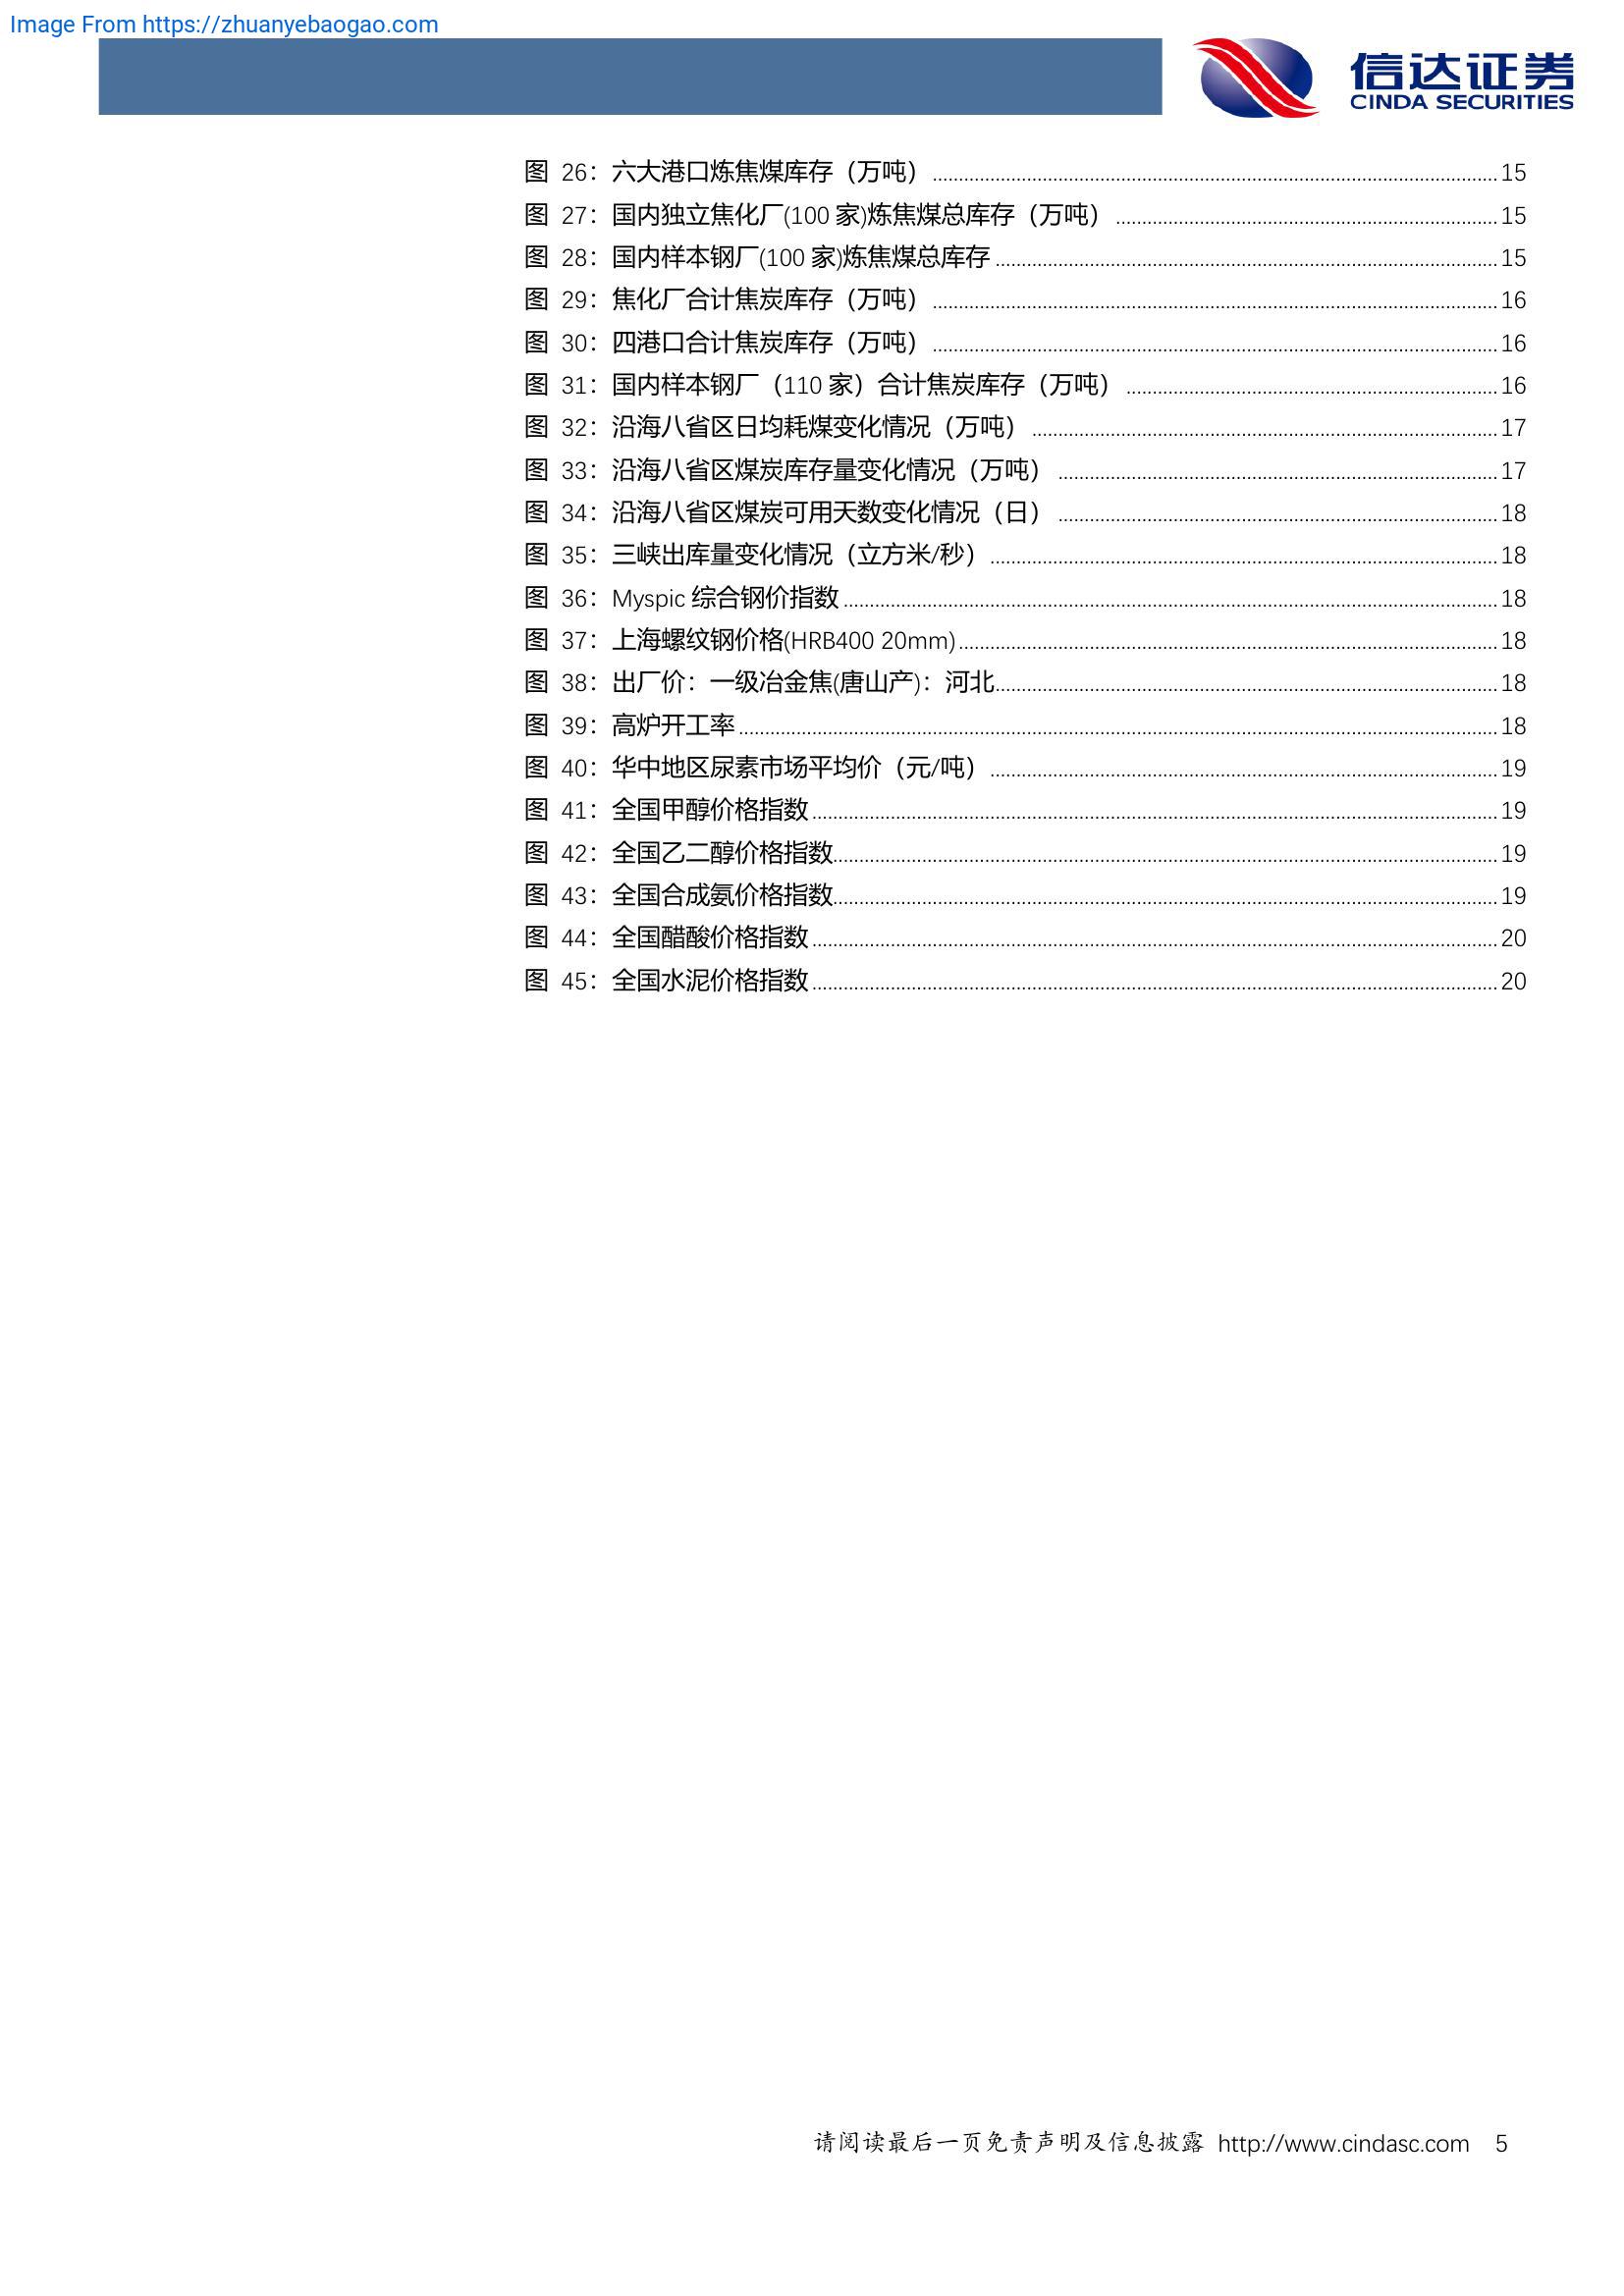 Image From https://zhuanyebaogao.com
信达证券
CINDA SECURITIES
图 26：六大港口炼焦煤库存（万吨）...............15
图 27：国内独立焦化厂(100 家)炼焦煤总库存（万吨）...............15
图 28：国内样本钢厂(100 家)炼焦煤总库存...............15
图 29：焦化厂合计焦炭库存（万吨）...............16
图 30：四港口合计焦炭库存（万吨）...............16
图 31：国内样本钢厂（110 家）合计焦炭库存（万吨）...............16
图 32：沿海八省区日均耗煤变化情况（万吨）...............17
图 33：沿海八省区煤炭库存量变化情况（万吨）...............17
图 34：沿海八省区煤炭可用天数变化情况（日）...............18
图 35：三峡出库量变化情况（立方米/秒）...............18
图 36：Myspic 综合钢价指数...............18
图 37：上海螺纹钢价格(HRB400 20mm)...............18
图 38：出厂价：一级冶金焦(唐山产)：河北...............18
图 39：高炉开工率...............18
图 40：华中地区尿素市场平均价（元/吨）...............19
图 41：全国甲醇价格指数...............19
图 42：全国乙二醇价格指数...............19
图 43：全国合成氨价格指数...............19
图 44：全国醋酸价格指数...............20
图 45：全国水泥价格指数...............20
请阅读最后一页免责声明及信息披露 http://www.cindasc.com 5